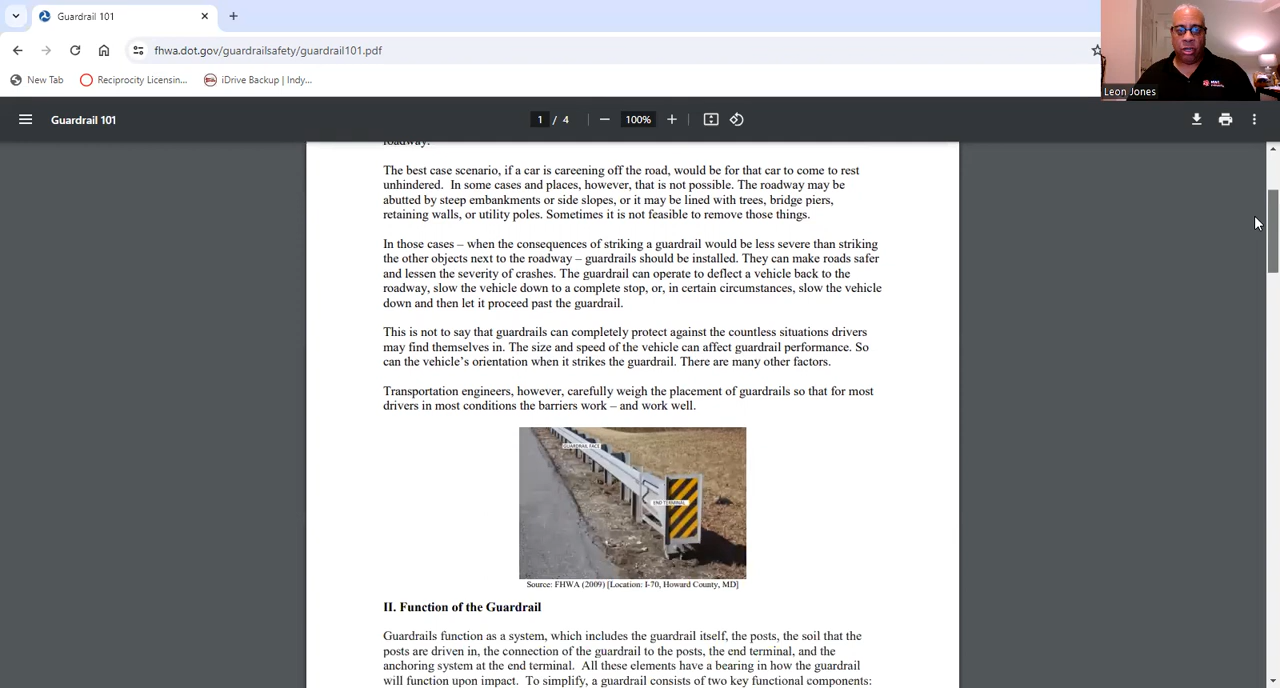 Guardrail 101
fhwa.dot.gov/guardrailsafety/guardrail101.pdf
New Tab
Reciprocity Licensin...
iDrive Backup | Indy...
Leon Jones
Guardrail 101
1 / 4
100%
roadway.
The best case scenario, if a car is careening off the road, would be for that car to come to rest
unhindered. In some cases and places, however, that is not possible. The roadway may be
abutted by steep embankments or side slopes, or it may be lined with trees, bridge piers,
retaining walls, or utility poles. Sometimes it is not feasible to remove those things.
In those cases – when the consequences of striking a guardrail would be less severe than striking
the other objects next to the roadway – guardrails should be installed. They can make roads safer
and lessen the severity of crashes. The guardrail can operate to deflect a vehicle back to the
roadway, slow the vehicle down to a complete stop, or, in certain circumstances, slow the vehicle
down and then let it proceed past the guardrail.
This is not to say that guardrails can completely protect against the countless situations drivers
may find themselves in. The size and speed of the vehicle can affect guardrail performance. So
can the vehicle's orientation when it strikes the guardrail. There are many other factors.
Transportation engineers, however, carefully weigh the placement of guardrails so that for most
drivers in most conditions the barriers work – and work well.
GUARDRAIL FACE
END TERMINAL
Source: FHWA (2009) [Location: I-70, Howard County, MD]
II. Function of the Guardrail
Guardrails function as a system, which includes the guardrail itself, the posts, the soil that the
posts are driven in, the connection of the guardrail to the posts, the end terminal, and the
anchoring system at the end terminal. All these elements have a bearing in how the guardrail
will function upon impact. To simplify, a guardrail consists of two key functional components: